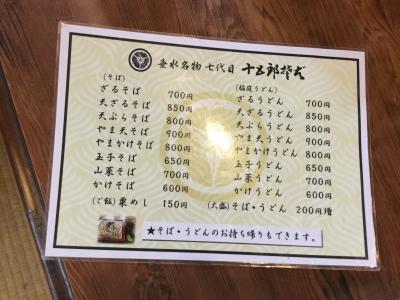 垂水名物 七代目 十五郎そば
(そば)
ざるそば 700円
天ざるそば 850円
天ぷらそば 800円
やま天そば 900円
やまかけそば 800円
玉子そば 650円
山菜そば 700円
かけそば 600円
(ご飯) 栗めし 150円
(稲庭うどん)
ざるうどん 700円
天ざるうどん 850円
天ぷらうどん 800円
やま天うどん 900円
やまかけうどん 800円
玉子うどん 650円
山菜うどん 700円
かけうどん 600円
(大盛)そば・うどん 200円増
★そば・うどんのお持ち帰りもできます。